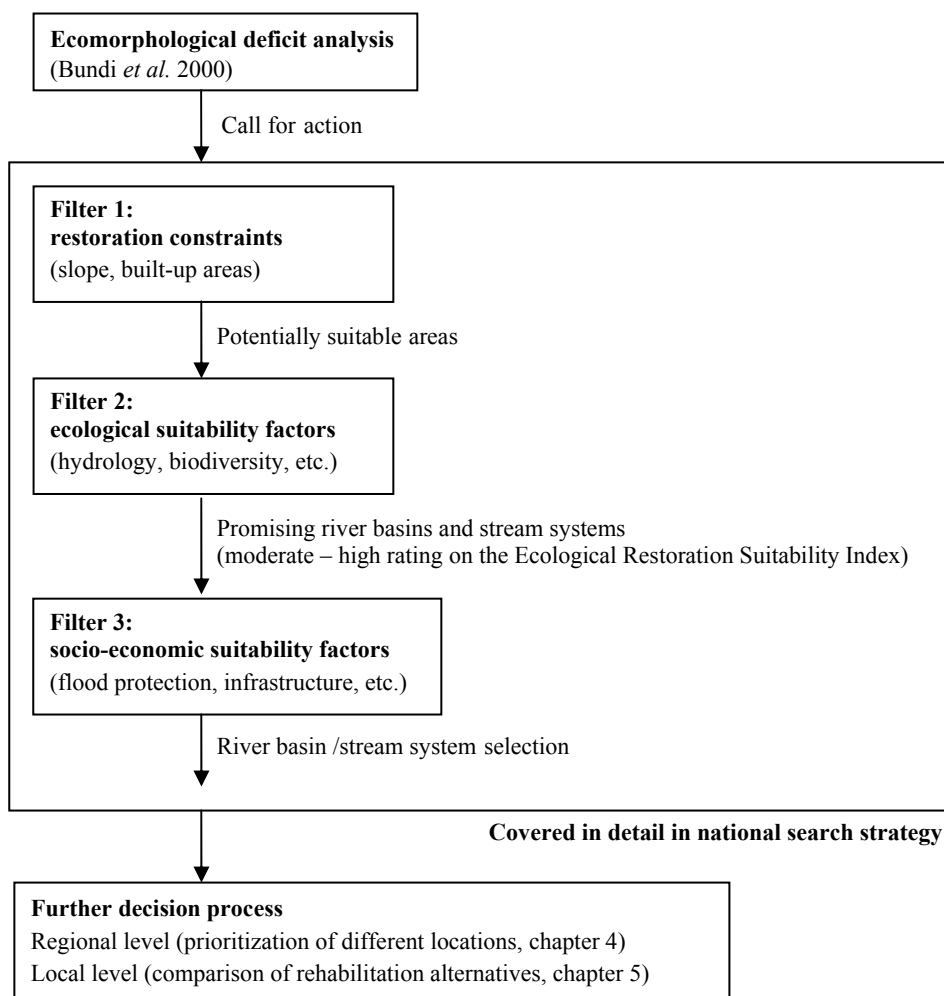 Ecomorphological deficit analysis
(Bundi et al. 2000)
Call for action
Filter 1:
restoration constraints
(slope, built-up areas)
Potentially suitable areas
Filter 2:
ecological suitability factors
(hydrology, biodiversity, etc.)
Promising river basins and stream systems
(moderate – high rating on the Ecological Restoration Suitability Index)
Filter 3:
socio-economic suitability factors
(flood protection, infrastructure, etc.)
River basin /stream system selection
Covered in detail in national search strategy
Further decision process
Regional level (prioritization of different locations, chapter 4)
Local level (comparison of rehabilitation alternatives, chapter 5)